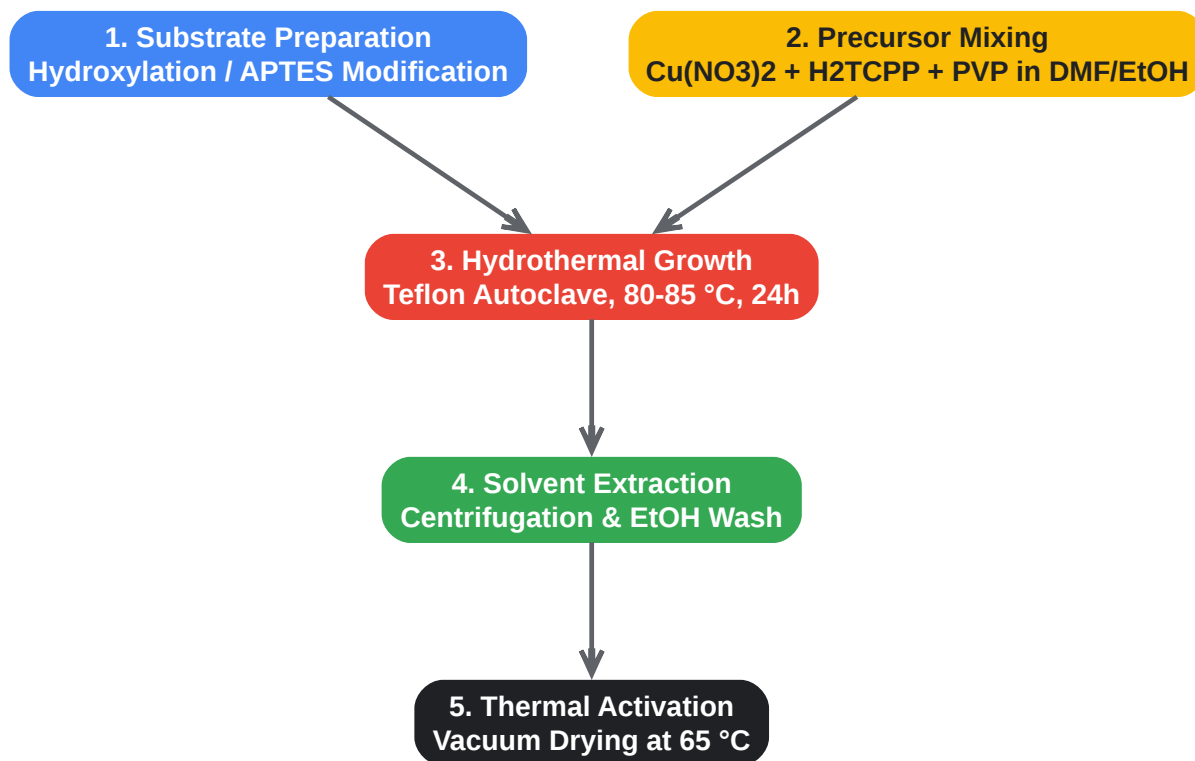 1. Substrate Preparation
Hydroxylation / APTES Modification
2. Precursor Mixing
Cu(NO3)2 + H2TCPP + PVP in DMF/EtOH
3. Hydrothermal Growth
Teflon Autoclave, 80-85 °C, 24h
4. Solvent Extraction
Centrifugation & EtOH Wash
5. Thermal Activation
Vacuum Drying at 65 °C